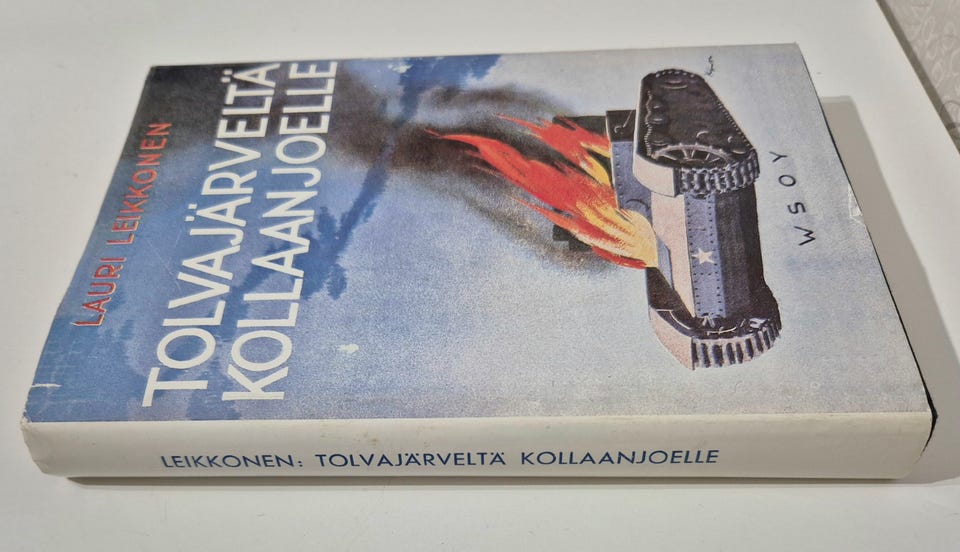 LAURI LEIKKONEN
TOLVAJÄRVELTÄ
KOLLAANJOELLE
WSOY
LEIKKONEN: TOLVAJÄRVELTÄ KOLLAANJOELLE